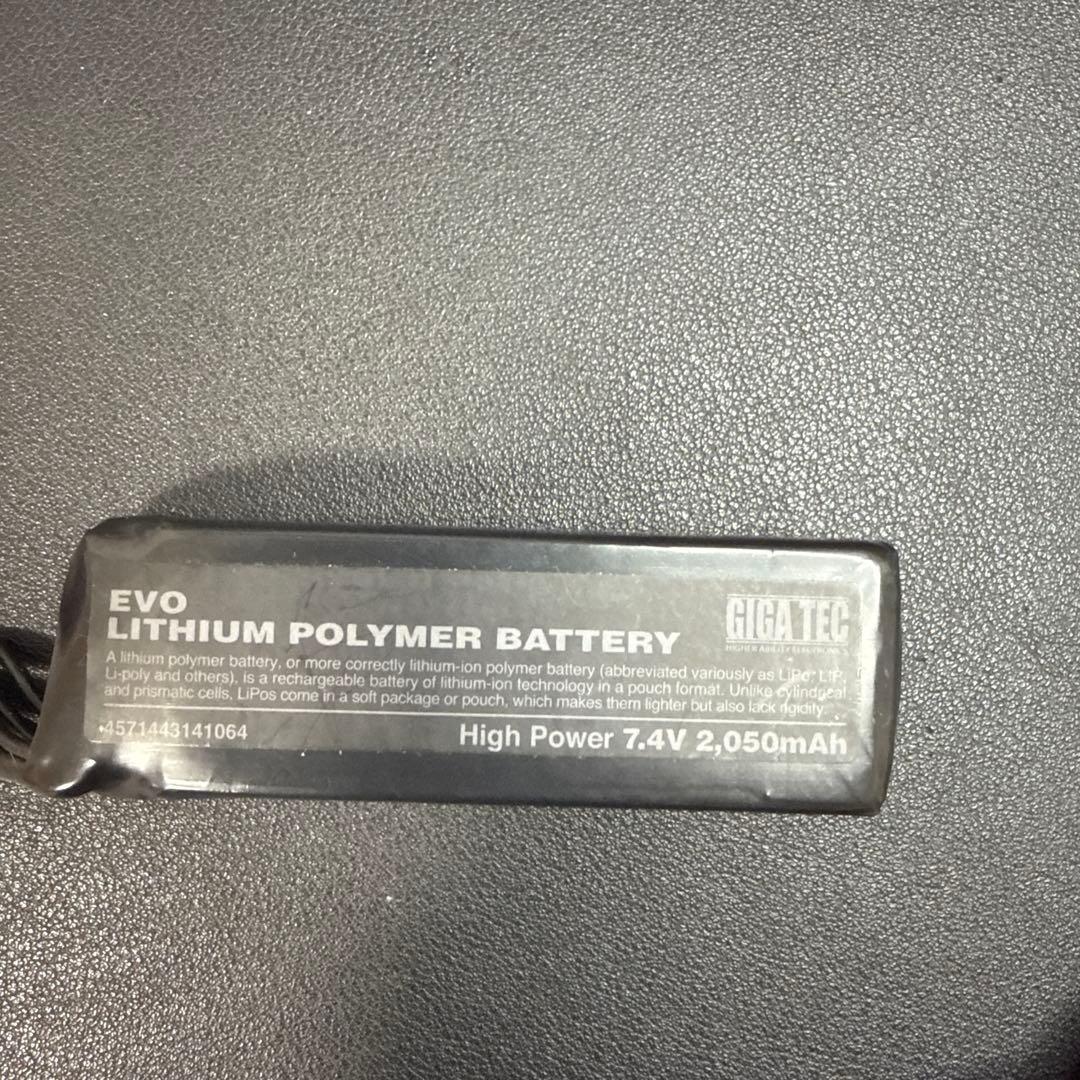 EVO
LITHIUM POLYMER BATTERY
GIGA TEC
HIGHER ABILITY ELECTRONICS
A lithium polymer battery, or more correctly lithium-ion polymer battery (abbreviated variously as LiPo, LIP,
Li-poly and others), is a rechargeable battery of lithium-ion technology in a pouch format. Unlike cylindrical
and prismatic cells, LiPos come in a soft package or pouch, which makes them lighter but also lack rigidity.
*4571443141064
High Power 7.4V 2,050mAh